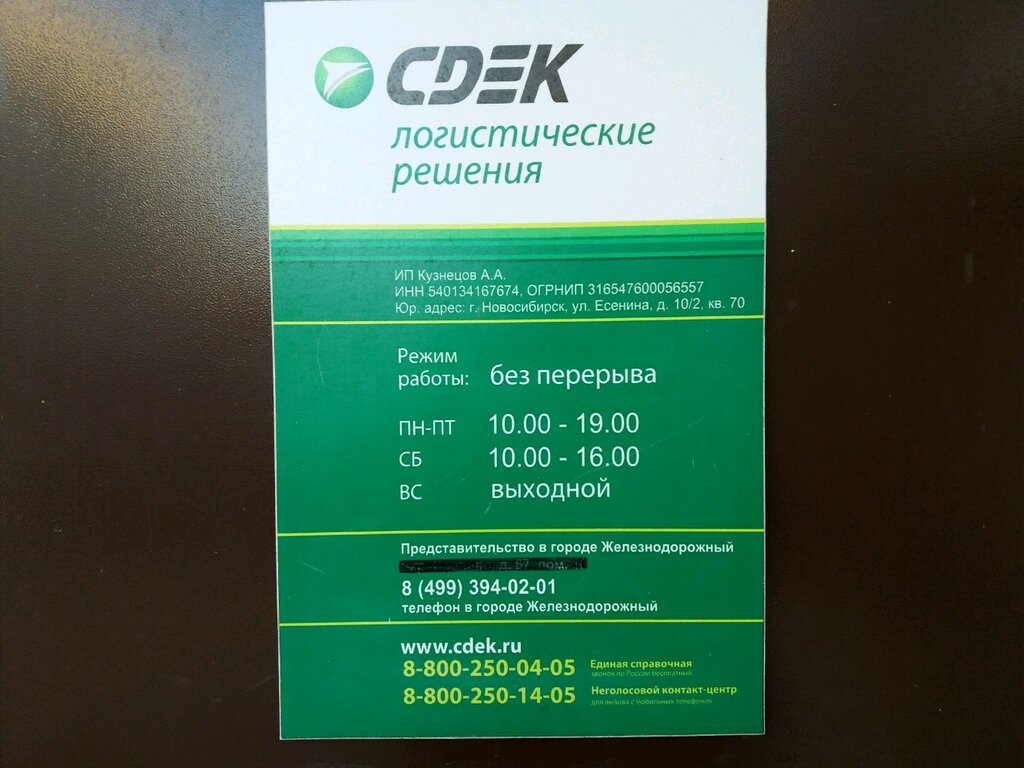 CDEK
логистические
решения
ИП Кузнецов А.А.
ИНН 540134167674, ОГРНИП 316547600056557
Юр. адрес: г. Новосибирск, ул. Есенина, д. 10/2, кв. 70
Режим
работы: без перерыва
ПН-ПТ 10.00 - 19.00
СБ 10.00 - 16.00
ВС выходной
Представительство в городе Железнодорожный
д. 67 пом.
8 (499) 394-02-01
телефон в городе Железнодорожный
www.cdek.ru
8-800-250-04-05 Единая справочная
звонок по России бесплатный
8-800-250-14-05 Неголосовой контакт-центр
для вызова с мобильных телефонов